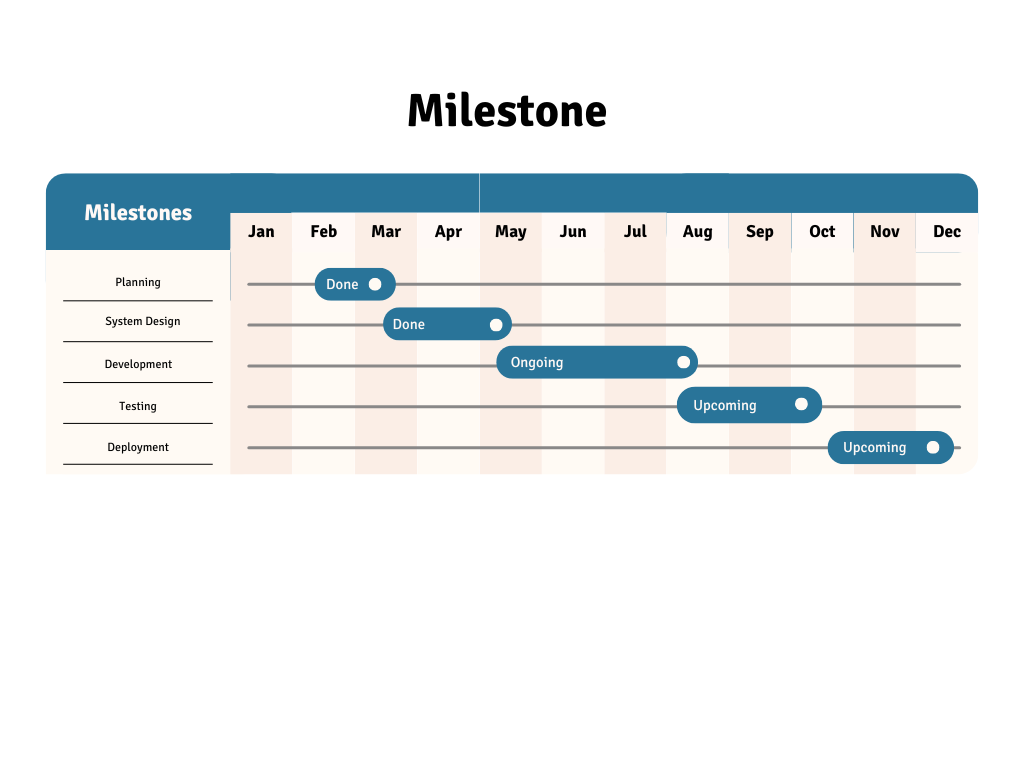 Milestone
Milestones
Jan Feb Mar Apr May Jun Jul Aug Sep Oct Nov Dec
Planning Done
System Design Done
Development Ongoing
Testing Upcoming
Deployment Upcoming